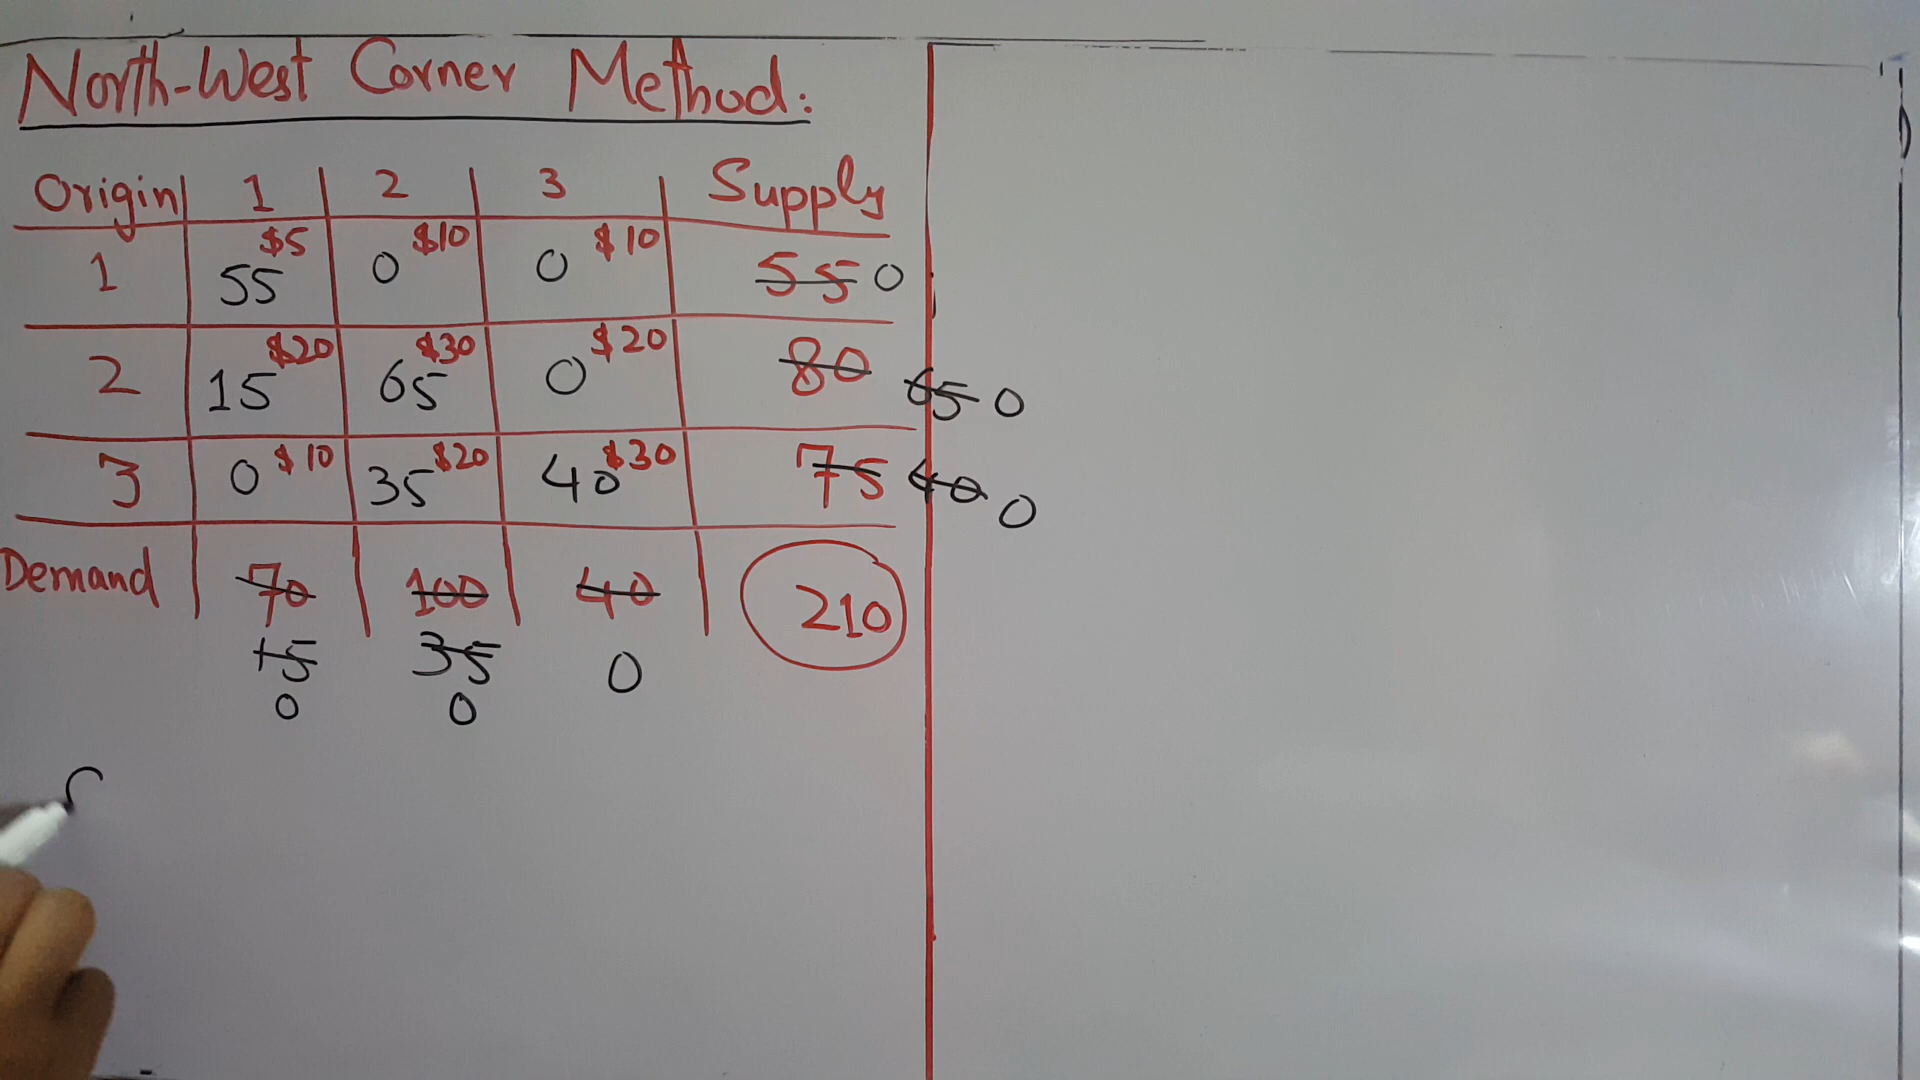 North-West Corner Method:
Origin 1 2 3 Supply
1 55 $5 0 $10 0 $10 55 0
2 15 $20 65 $30 0 $20 80 65 0
3 0 $10 35 $20 40 $30 75 40 0
Demand 70 100 40 210
15 35 0
0 0